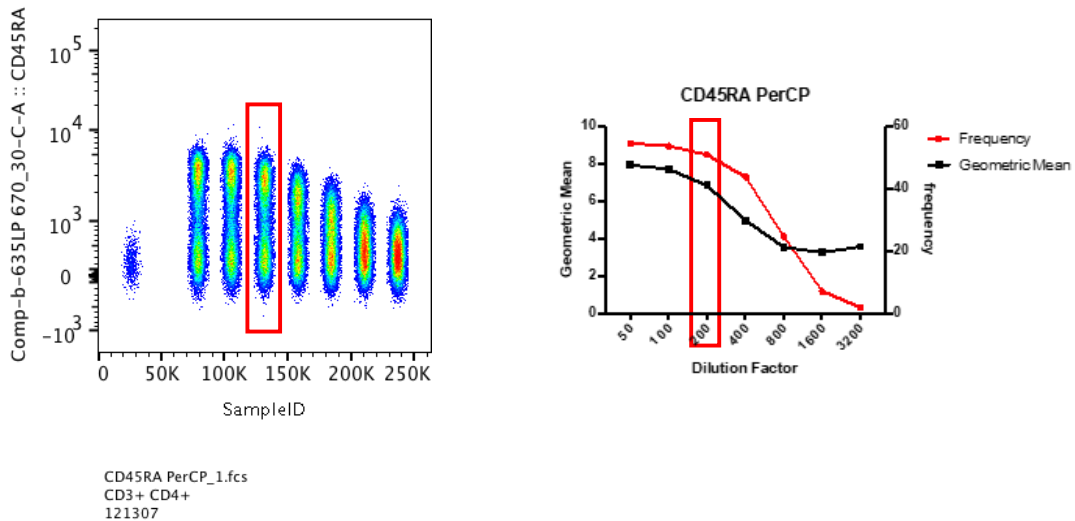 Comp-b-635LP 670_30-C-A :: CD45RA
10^5
10^4
10^3
0
-10^3
0 50K 100K 150K 200K 250K
SampleID
CD45RA PerCP_1.fcs
CD3+ CD4+
121307
CD45RA PerCP
Geometric Mean
10
8
6
4
2
0
60
40
20
0
frequency
Frequency
Geometric Mean
50 100 200 400 800 1600 3200
Dilution Factor